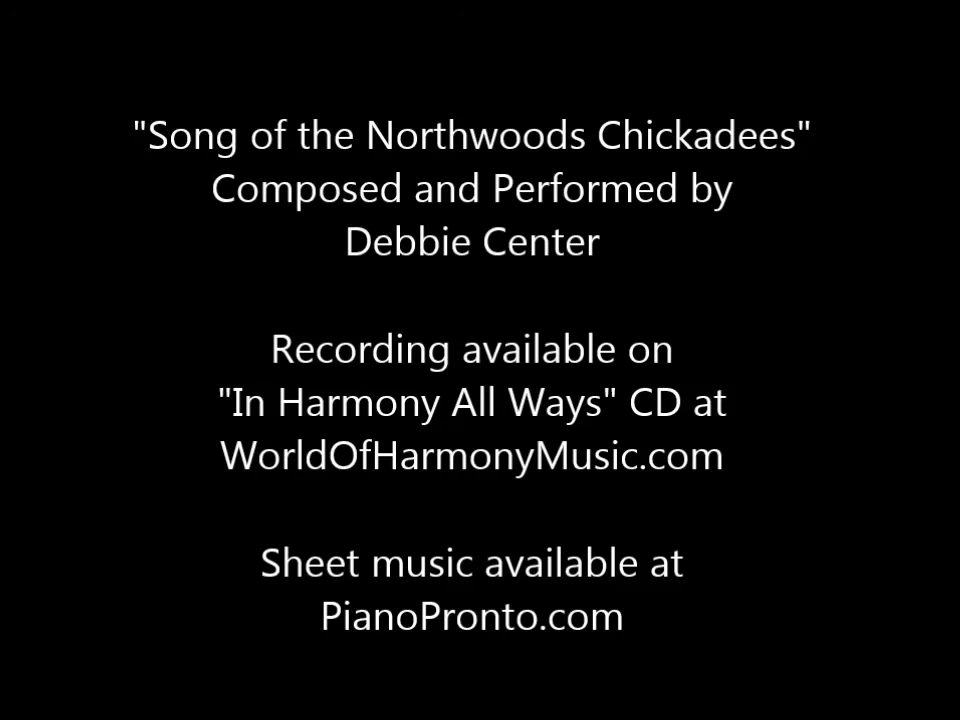 "Song of the Northwoods Chickadees"
Composed and Performed by
Debbie Center
Recording available on
"In Harmony All Ways" CD at
WorldOfHarmonyMusic.com
Sheet music available at
PianoPronto.com